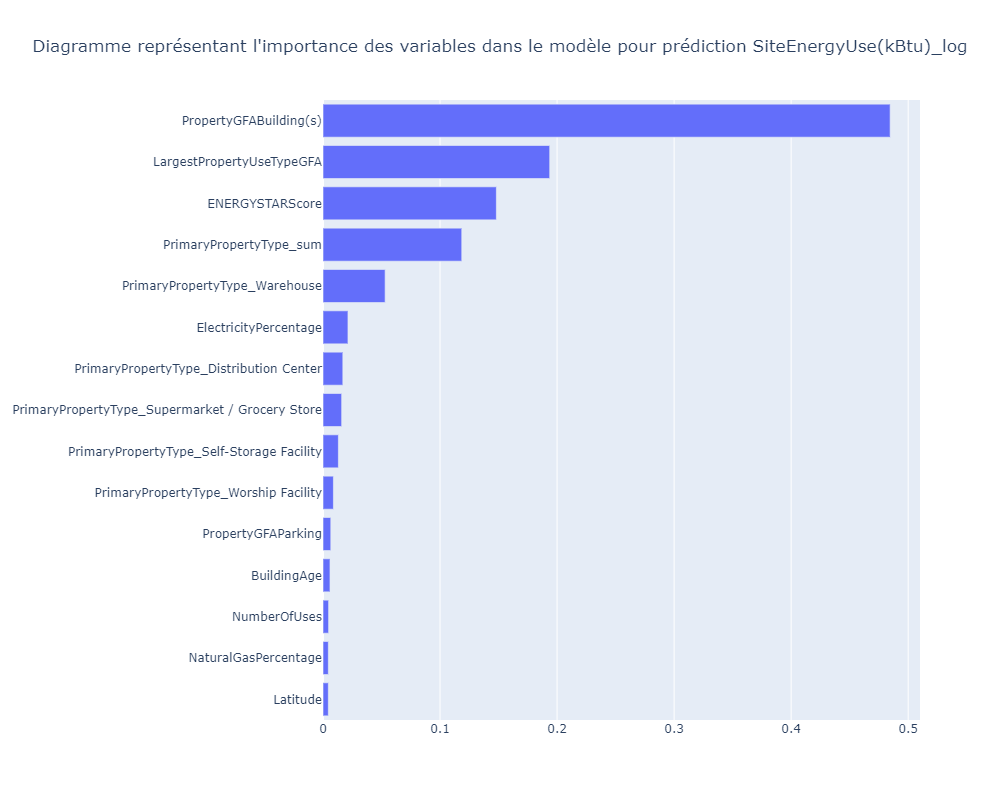 Diagramme représentant l'importance des variables dans le modèle pour prédiction SiteEnergyUse(kBtu)_log
PropertyGFABuilding(s)
LargestPropertyUseTypeGFA
ENERGYSTARScore
PrimaryPropertyType_sum
PrimaryPropertyType_Warehouse
ElectricityPercentage
PrimaryPropertyType_Distribution Center
PrimaryPropertyType_Supermarket / Grocery Store
PrimaryPropertyType_Self-Storage Facility
PrimaryPropertyType_Worship Facility
PropertyGFAParking
BuildingAge
NumberOfUses
NaturalGasPercentage
Latitude
0 0.1 0.2 0.3 0.4 0.5